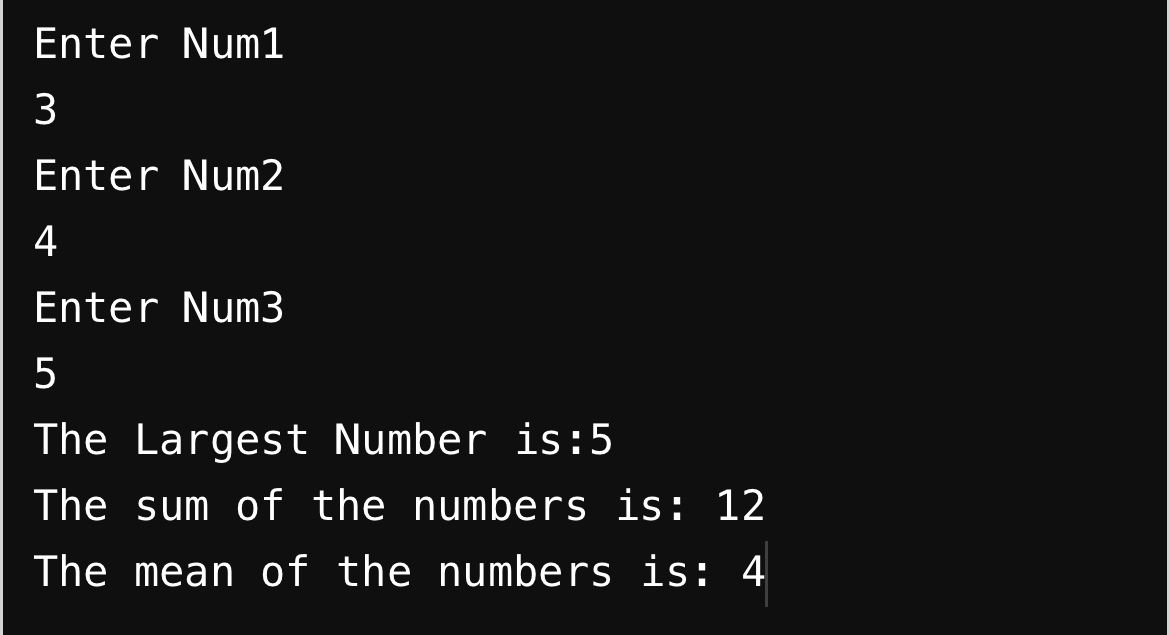 Enter Num1
3
Enter Num2
4
Enter Num3
5
The Largest Number is:5
The sum of the numbers is: 12
The mean of the numbers is: 4